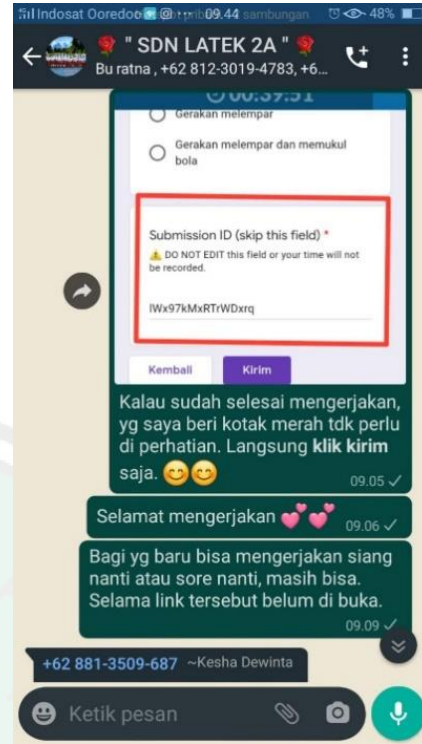 Indosat Ooredoo 09.44 sambungan 48%
" SDN LATEK 2A "
Bu ratna , +62 812-3019-4783, +6...
00:39:51
Gerakan melempar
Gerakan melempar dan memukul
bola
Submission ID (skip this field) *
DO NOT EDIT this field or your time will not
be recorded.
IWx97kMxRTrWDxrq
Kembali Kirim
Kalau sudah selesai mengerjakan,
yg saya beri kotak merah tdk perlu
di perhatian. Langsung klik kirim
saja. 😊😊
09.05
Selamat mengerjakan 💕💕 09.06
Bagi yg baru bisa mengerjakan siang
nanti atau sore nanti, masih bisa.
Selama link tersebut belum di buka.
09.09
+62 881-3509-687 ~Kesha Dewinta
Ketik pesan